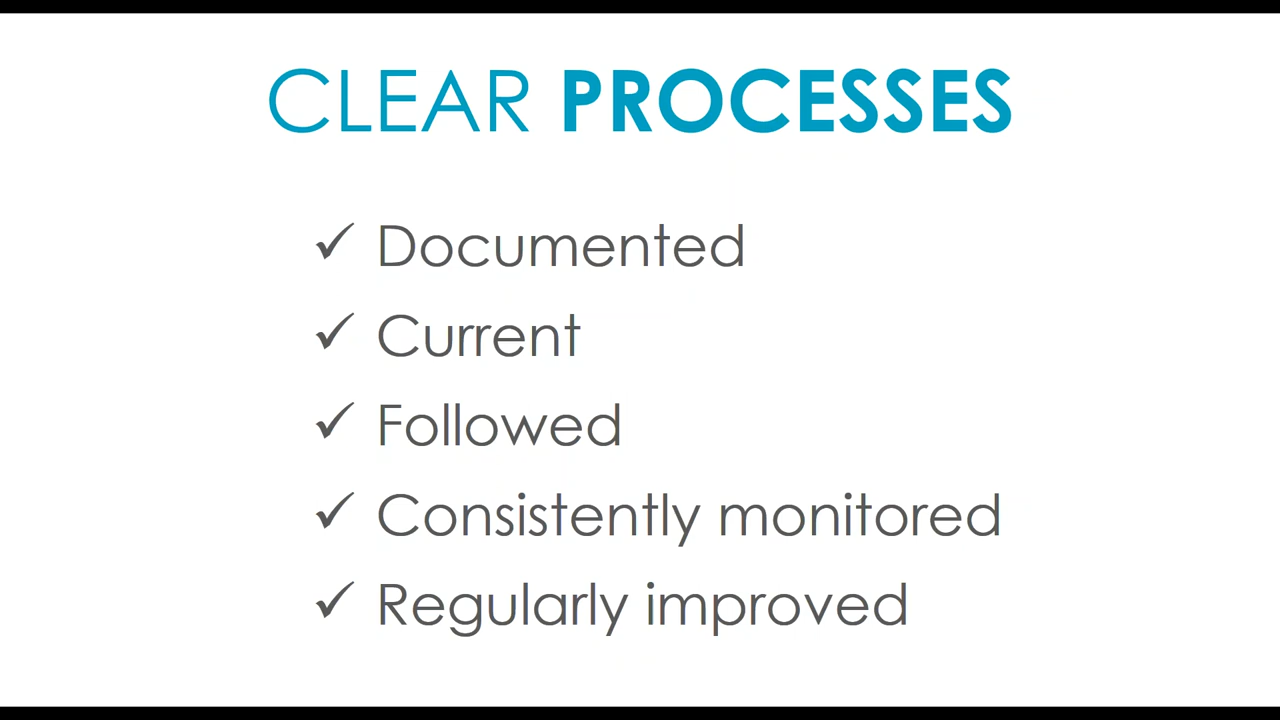 CLEAR PROCESSES
✓ Documented
✓ Current
✓ Followed
✓ Consistently monitored
✓ Regularly improved